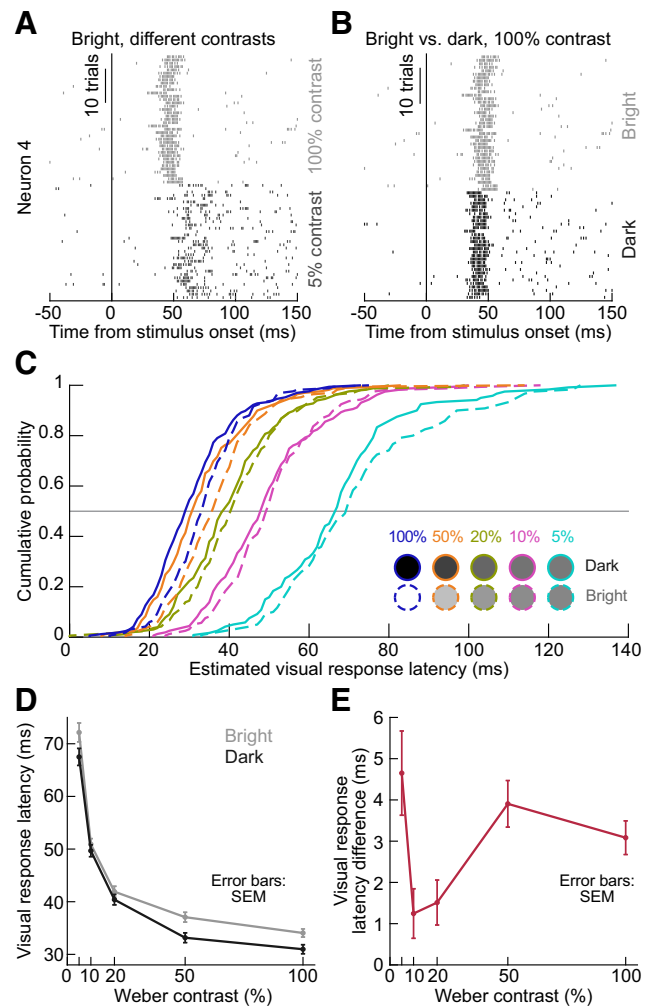 A
Bright, different contrasts
10 trials
100% contrast
5% contrast
Neuron 4
-50 0 50 100 150
Time from stimulus onset (ms)
B
Bright vs. dark, 100% contrast
10 trials
Bright
Dark
-50 0 50 100 150
Time from stimulus onset (ms)
C
Cumulative probability
1
0.8
0.6
0.4
0.2
0
0 20 40 60 80 100 120 140
Estimated visual response latency (ms)
100% 50% 20% 10% 5%
Dark
Bright
D
Visual response latency (ms)
70
50
40
30
Bright
Dark
Error bars:
SEM
0 10 20 50 100
Weber contrast (%)
E
Visual response
latency difference (ms)
6
5
4
3
2
1
0
Error bars:
SEM
0 10 20 50 100
Weber contrast (%)